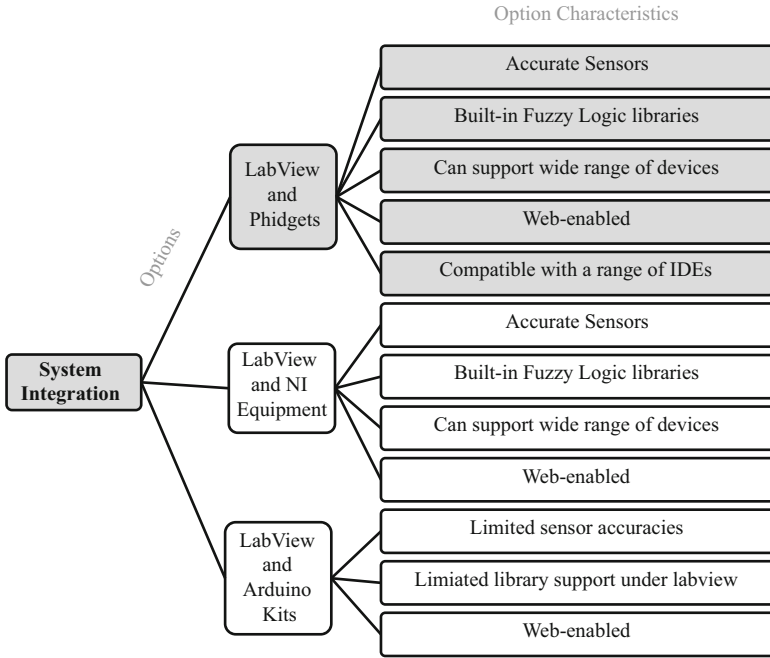 Option Characteristics
Options
System
Integration
LabView
and
Phidgets
Accurate Sensors
Built-in Fuzzy Logic libraries
Can support wide range of devices
Web-enabled
Compatible with a range of IDEs
LabView
and NI
Equipment
Accurate Sensors
Built-in Fuzzy Logic libraries
Can support wide range of devices
Web-enabled
LabView
and
Arduino
Kits
Limited sensor accuracies
Limiated library support under labview
Web-enabled